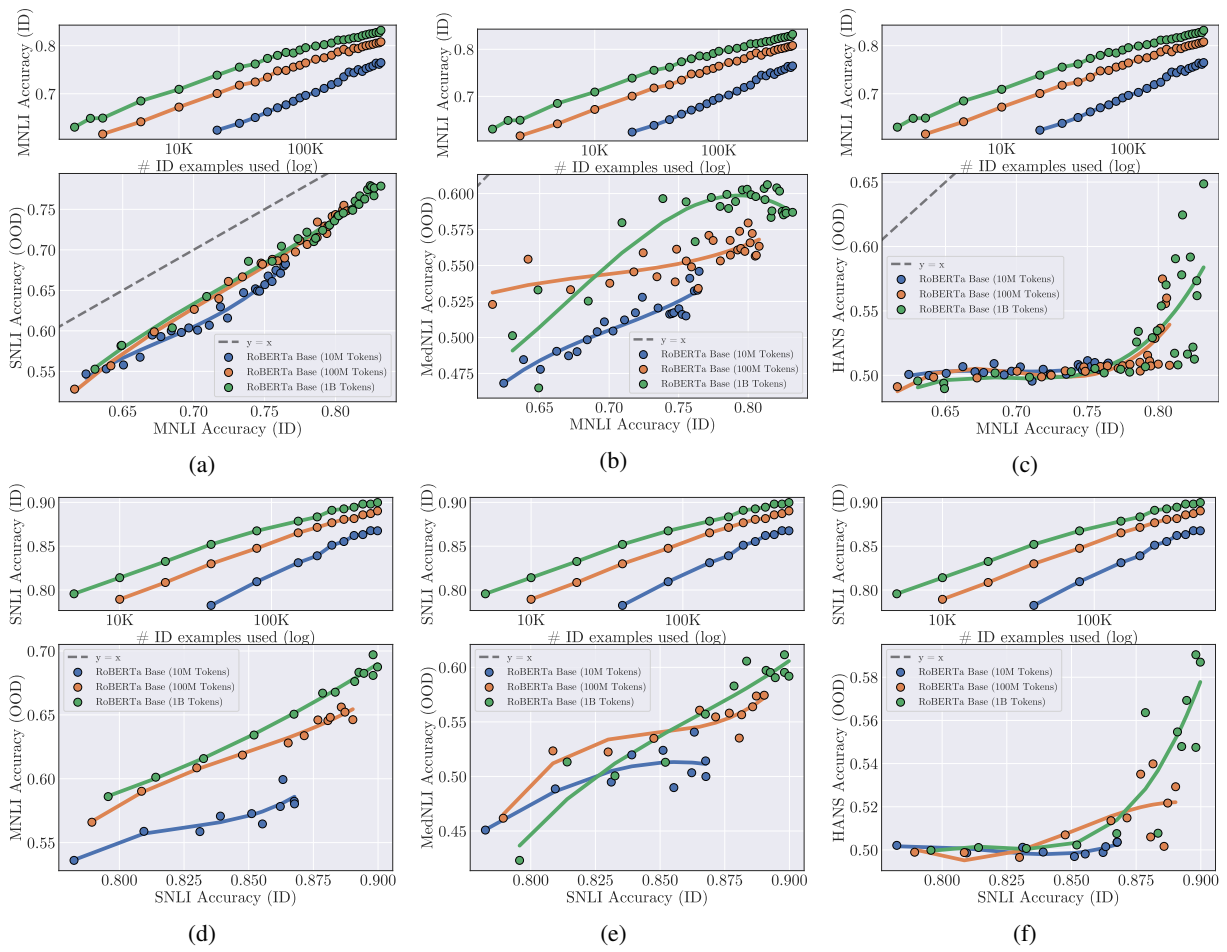 MNLI Accuracy (ID)
0.8
0.7
10K
100K
# ID examples used (log)
SNLI Accuracy (OOD)
0.75
0.70
0.65
0.60
0.55
y = x
RoBERTa Base (10M Tokens)
RoBERTa Base (100M Tokens)
RoBERTa Base (1B Tokens)
0.65
0.70
0.75
0.80
MNLI Accuracy (ID)
(a)
MNLI Accuracy (ID)
0.8
0.7
10K
100K
# ID examples used (log)
MedNLI Accuracy (OOD)
0.600
0.575
0.550
0.525
0.500
0.475
y = x
RoBERTa Base (10M Tokens)
RoBERTa Base (100M Tokens)
RoBERTa Base (1B Tokens)
0.65
0.70
0.75
0.80
MNLI Accuracy (ID)
(b)
MNLI Accuracy (ID)
0.8
0.7
10K
100K
# ID examples used (log)
HANS Accuracy (OOD)
0.65
0.60
0.55
0.50
y = x
RoBERTa Base (10M Tokens)
RoBERTa Base (100M Tokens)
RoBERTa Base (1B Tokens)
0.65
0.70
0.75
0.80
MNLI Accuracy (ID)
(c)
SNLI Accuracy (ID)
0.90
0.85
0.80
10K
100K
# ID examples used (log)
MNLI Accuracy (OOD)
0.70
0.65
0.60
0.55
y = x
RoBERTa Base (10M Tokens)
RoBERTa Base (100M Tokens)
RoBERTa Base (1B Tokens)
0.800
0.825
0.850
0.875
0.900
SNLI Accuracy (ID)
(d)
SNLI Accuracy (ID)
0.90
0.85
0.80
10K
100K
# ID examples used (log)
MedNLI Accuracy (OOD)
0.60
0.55
0.50
0.45
y = x
RoBERTa Base (10M Tokens)
RoBERTa Base (100M Tokens)
RoBERTa Base (1B Tokens)
0.800
0.825
0.850
0.875
0.900
SNLI Accuracy (ID)
(e)
SNLI Accuracy (ID)
0.90
0.85
0.80
10K
100K
# ID examples used (log)
HANS Accuracy (OOD)
0.58
0.56
0.54
0.52
0.50
y = x
RoBERTa Base (10M Tokens)
RoBERTa Base (100M Tokens)
RoBERTa Base (1B Tokens)
0.800
0.825
0.850
0.875
0.900
SNLI Accuracy (ID)
(f)